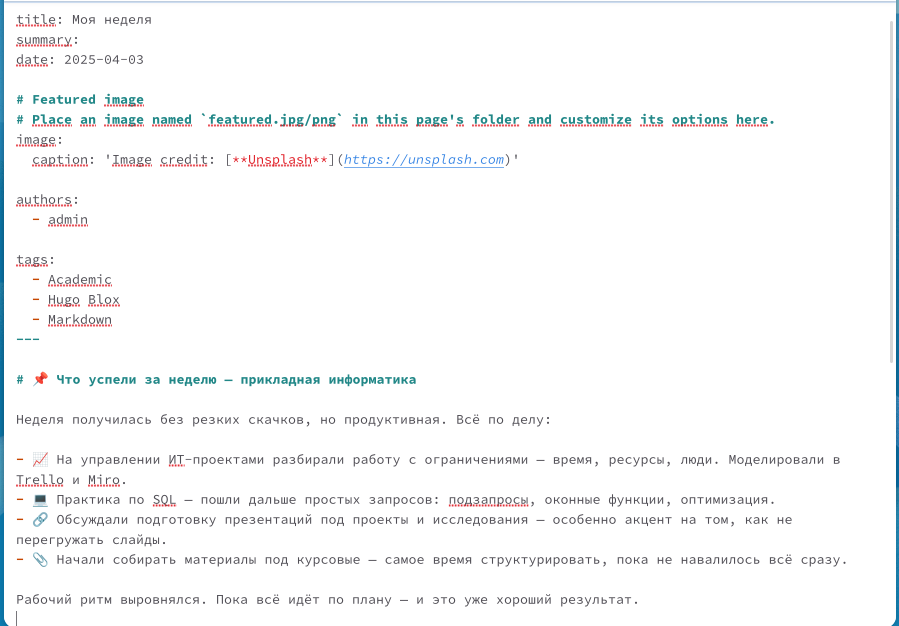 title: Моя неделя
summary:
date: 2025-04-03
# Featured image
# Place an image named `featured.jpg/png` in this page's folder and customize its options here.
image:
  caption: 'Image credit: [**Unsplash**](https://unsplash.com)'
authors:
  - admin
tags:
  - Academic
  - Hugo Blox
  - Markdown
---
# 📌 Что успели за неделю — прикладная информатика
Неделя получилась без резких скачков, но продуктивная. Всё по делу:
- 📈 На управлении ИТ-проектами разбирали работу с ограничениями — время, ресурсы, люди. Моделировали в
Trello и Miro.
- 💻 Практика по SQL — пошли дальше простых запросов: подзапросы, оконные функции, оптимизация.
- 🔗 Обсуждали подготовку презентаций под проекты и исследования — особенно акцент на том, как не
перегружать слайды.
- 📎 Начали собирать материалы под курсовые — самое время структурировать, пока не навалилось всё сразу.
Рабочий ритм выровнялся. Пока всё идёт по плану — и это уже хороший результат.